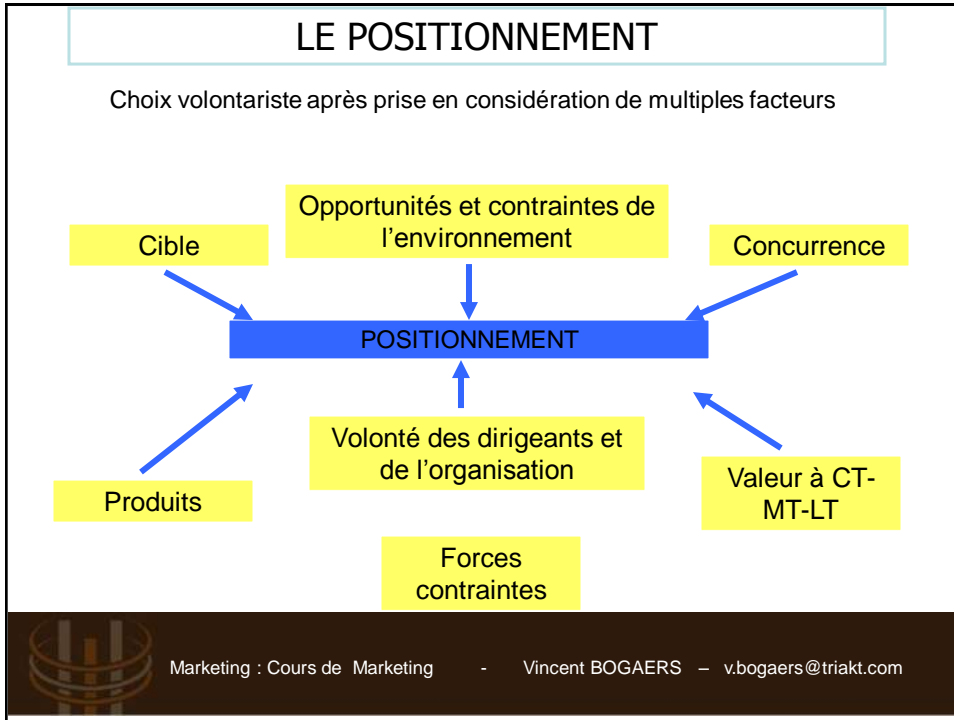 LE POSITIONNEMENT
Choix volontariste après prise en considération de multiples facteurs
Opportunités et contraintes de
l’environnement
Cible
Concurrence
POSITIONNEMENT
Volonté des dirigeants et
de l’organisation
Produits
Valeur à CT-
MT-LT
Forces
contraintes
Marketing : Cours de Marketing - Vincent BOGAERS – v.bogaers@triakt.com